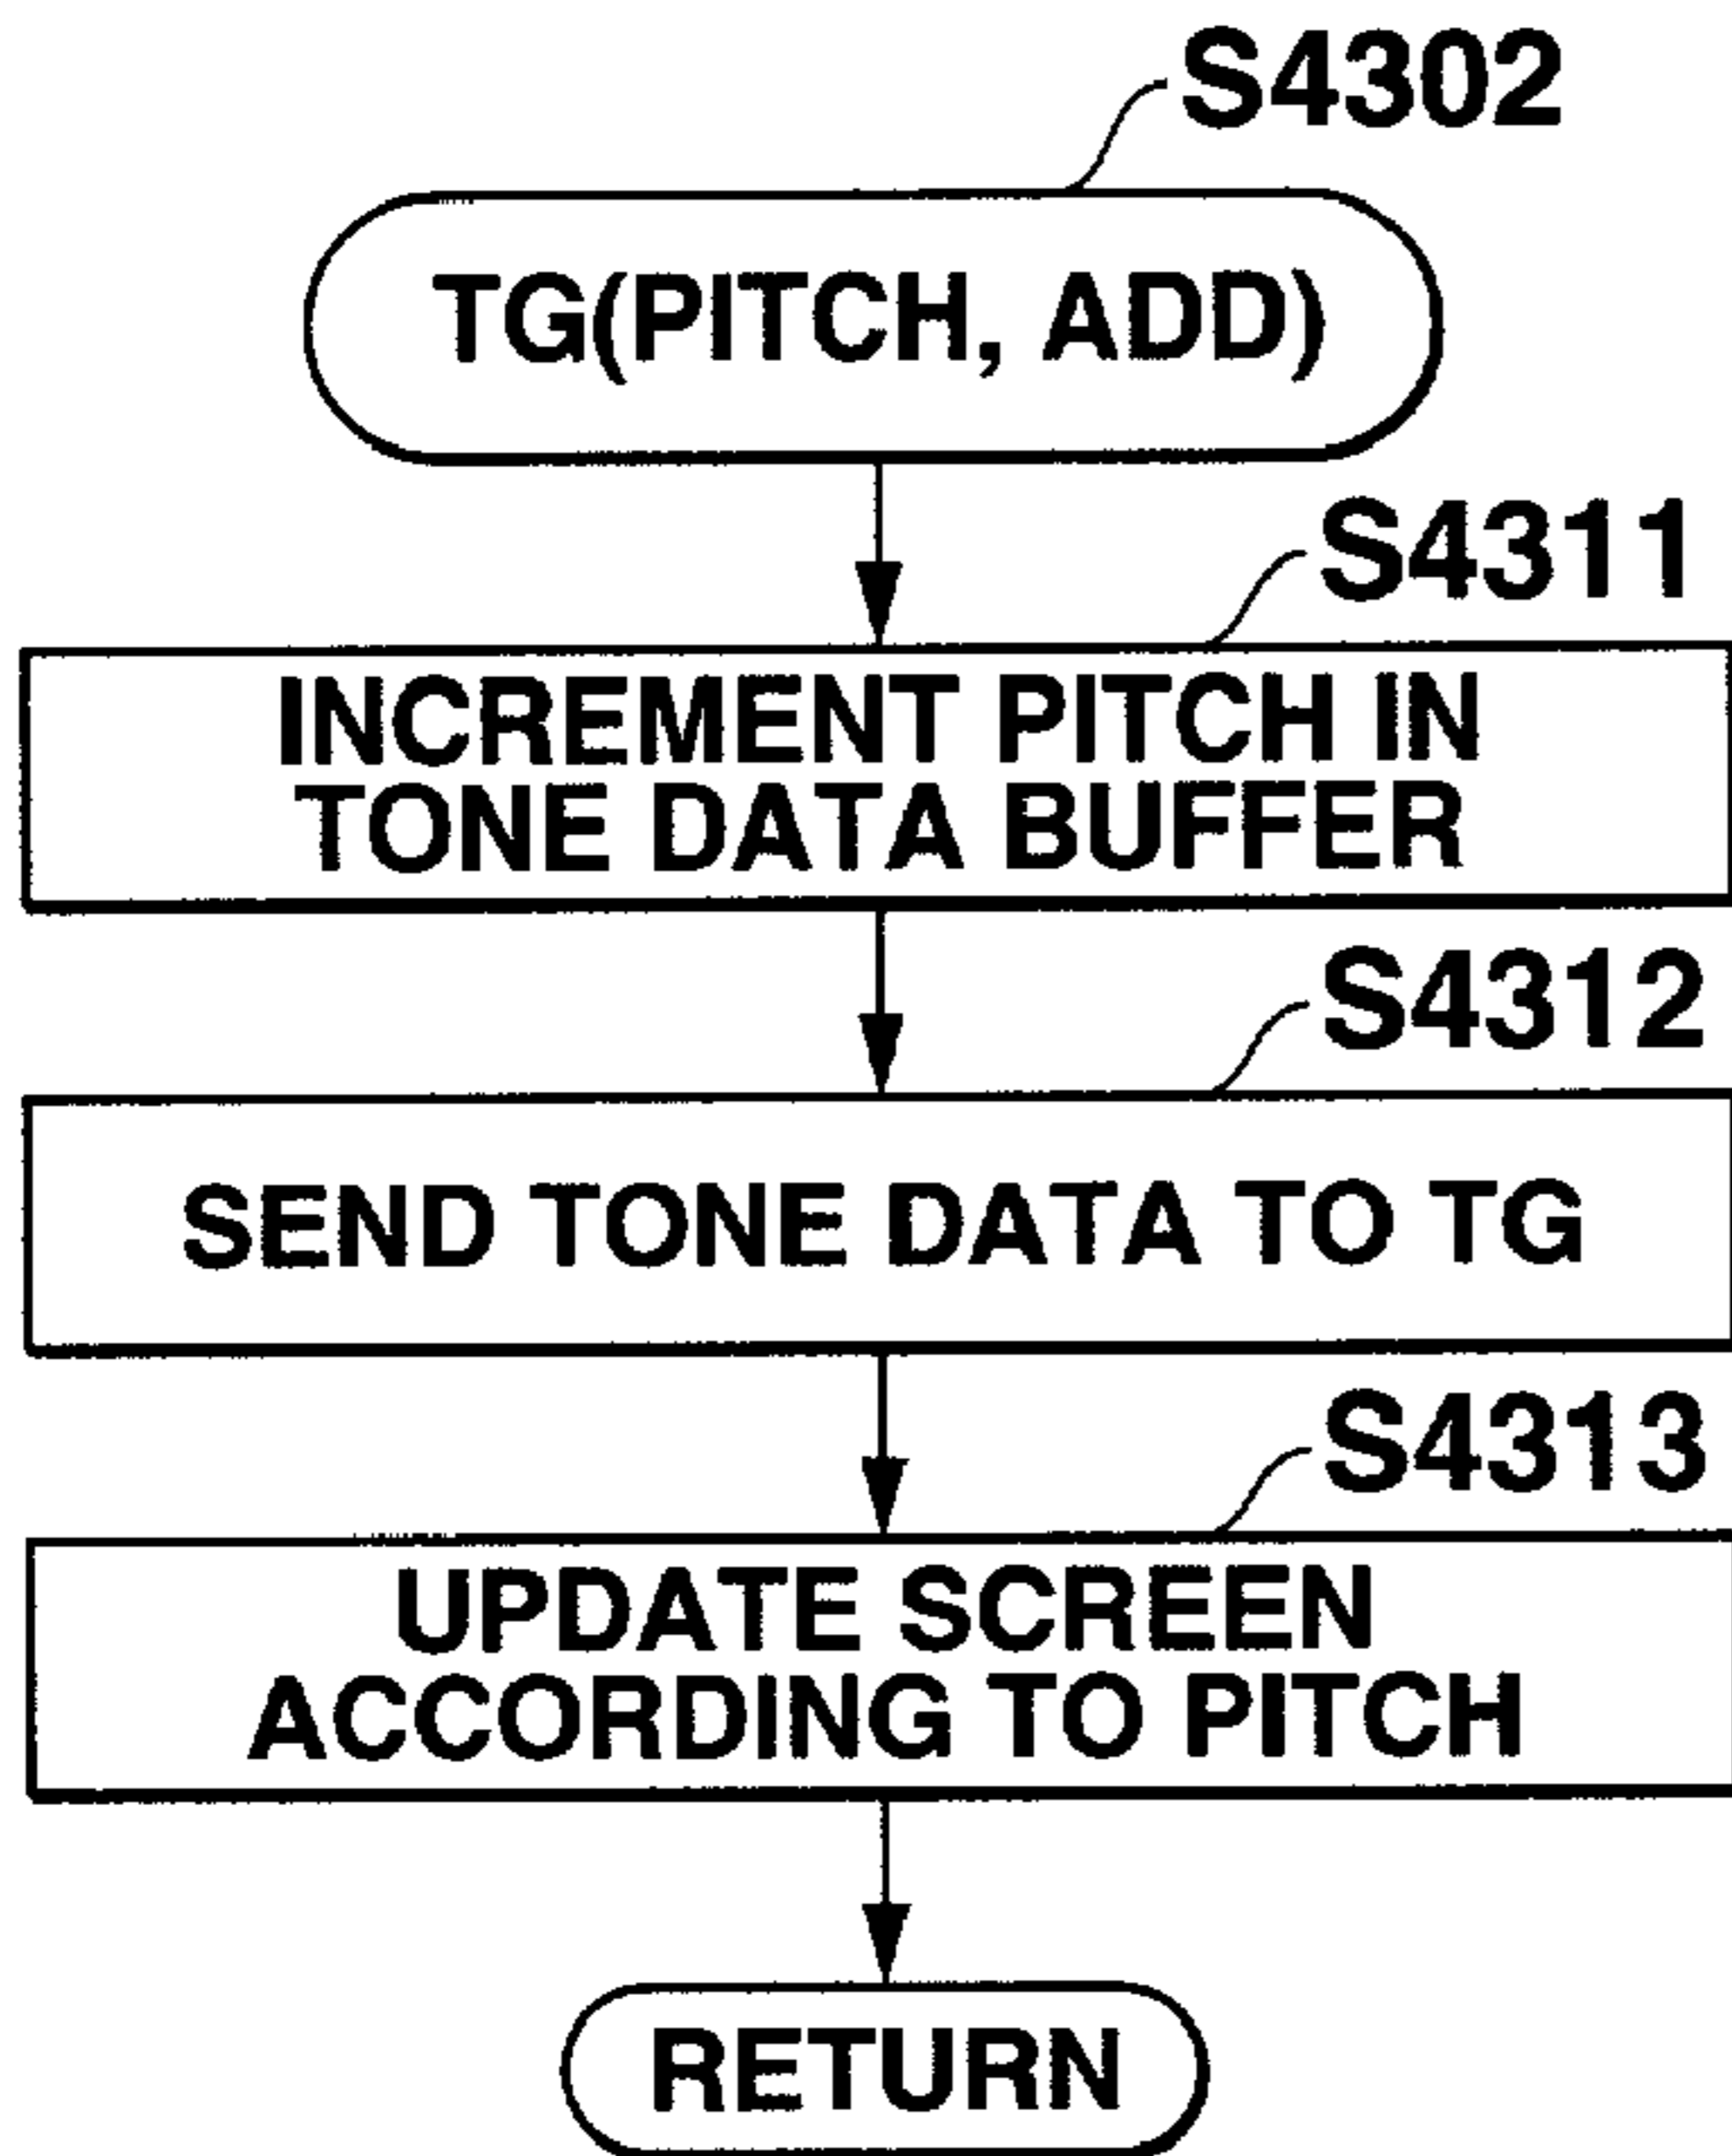 S4302
TG(PITCH, ADD)
S4311
INCREMENT PITCH IN
TONE DATA BUFFER
S4312
SEND TONE DATA TO TG
S4313
UPDATE SCREEN
ACCORDING TO PITCH
RETURN